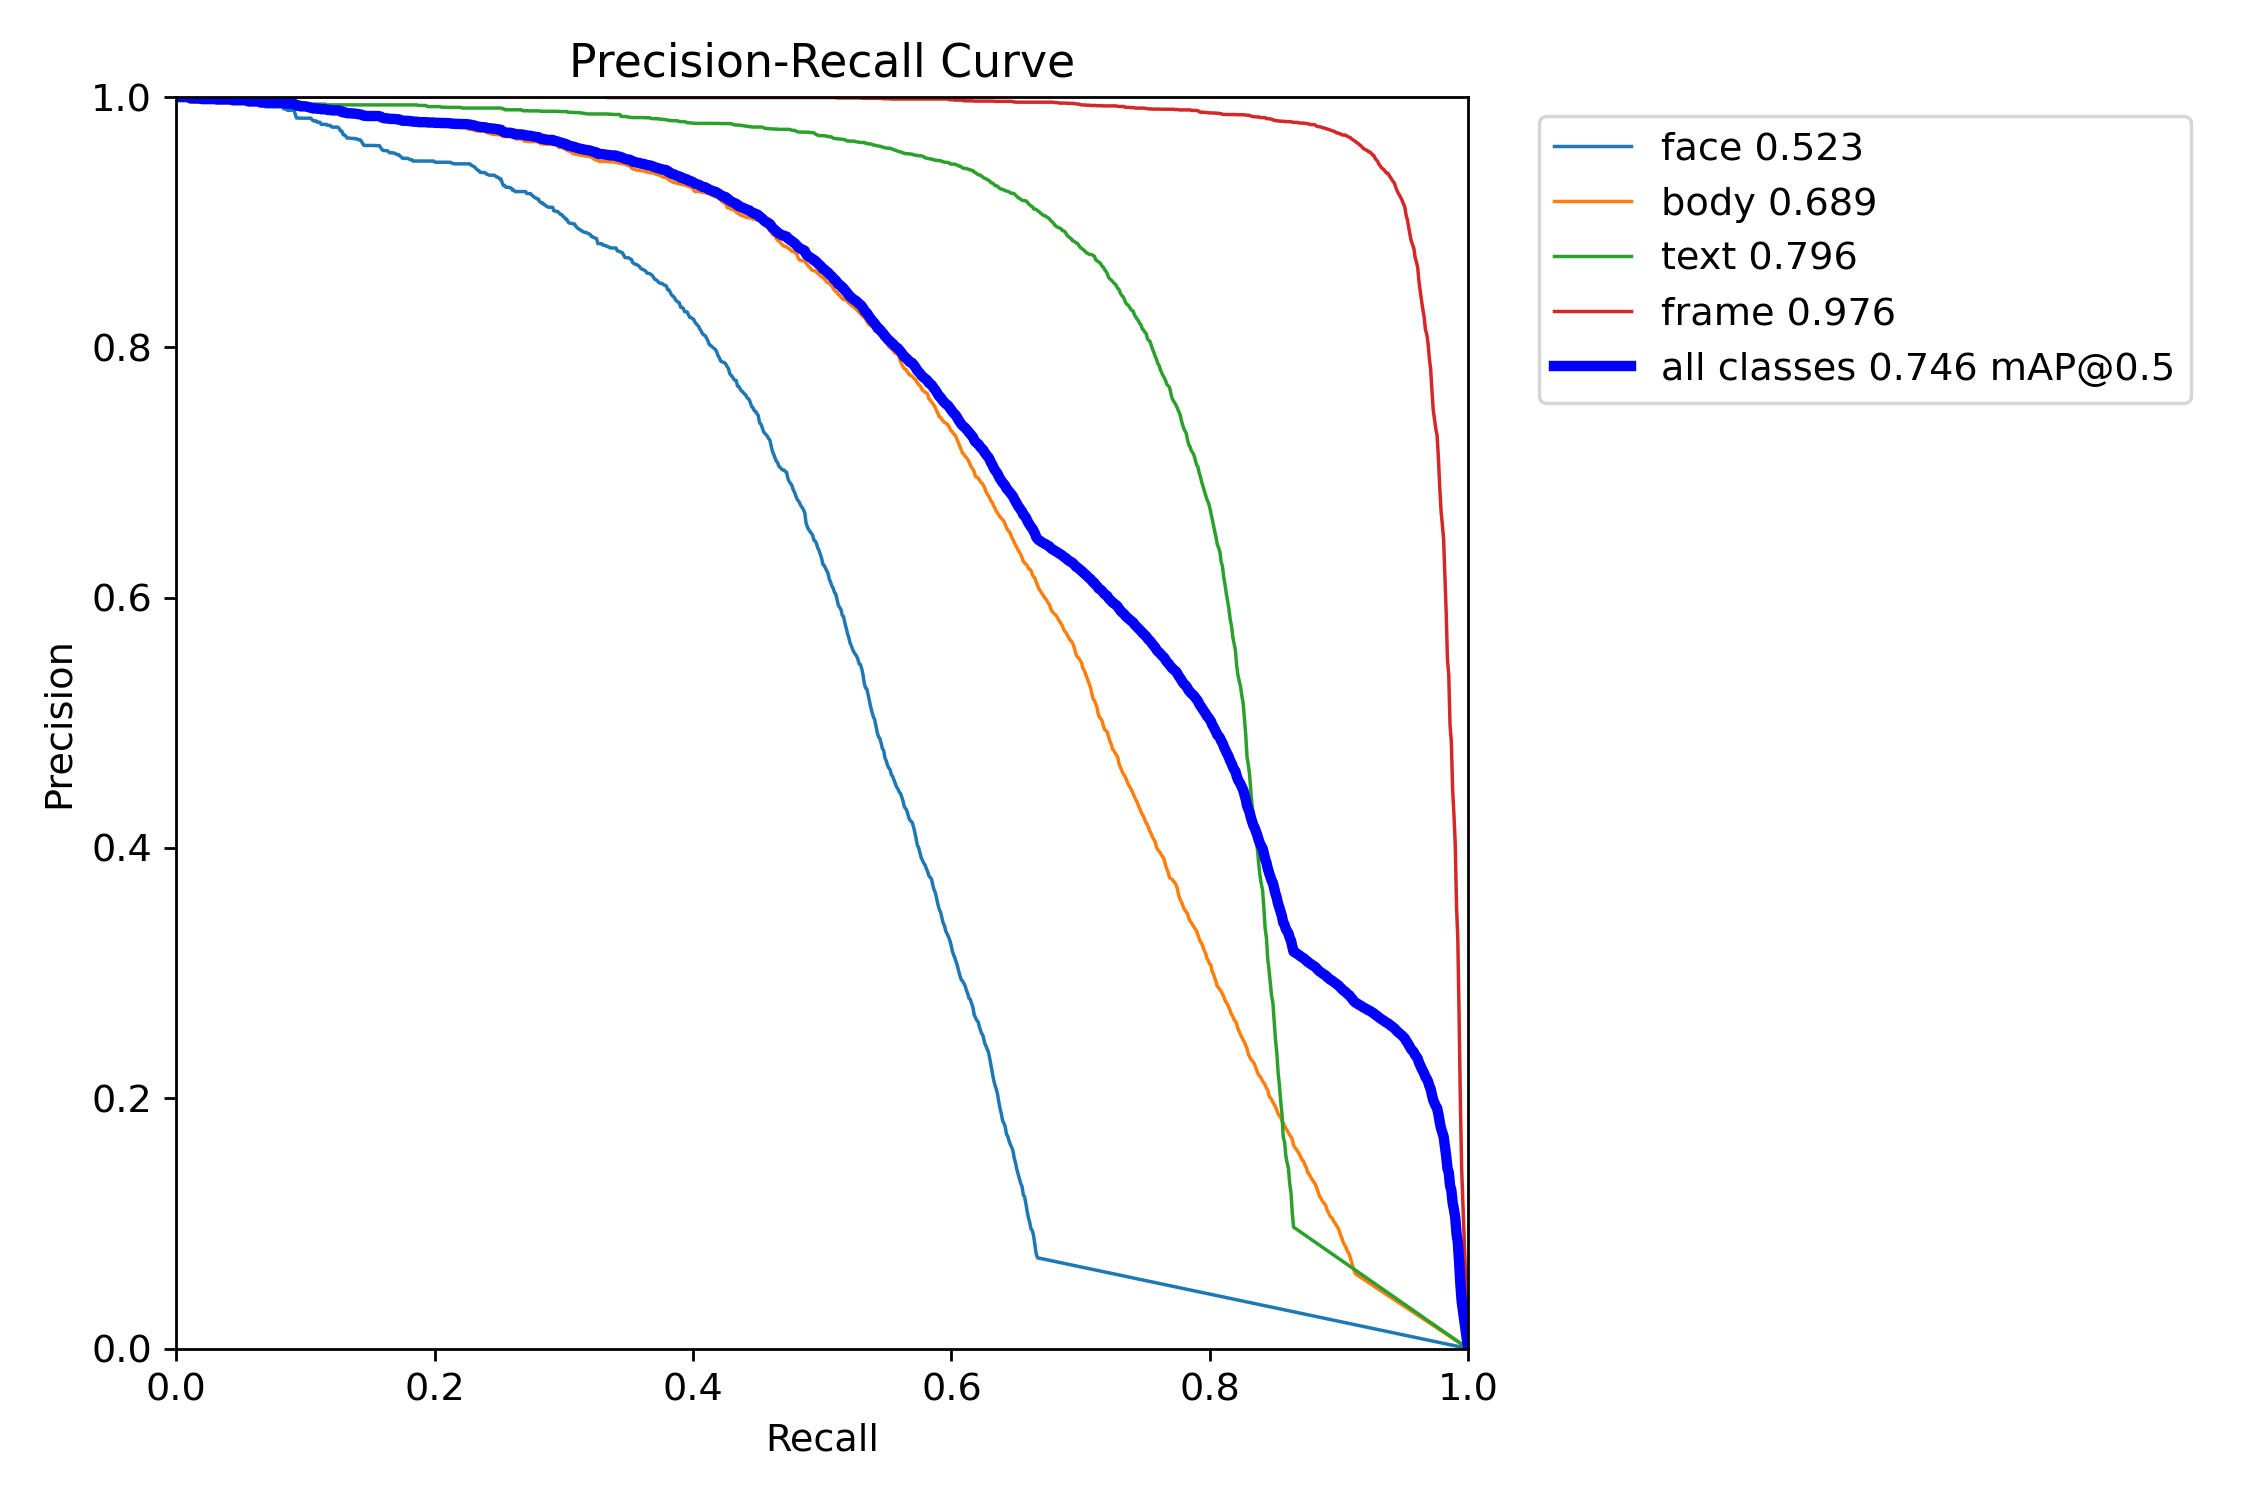 Precision-Recall Curve
1.0
0.8
0.6
0.4
0.2
0.0
Precision
0.0 0.2 0.4 0.6 0.8 1.0
Recall
face 0.523
body 0.689
text 0.796
frame 0.976
all classes 0.746 mAP@0.5